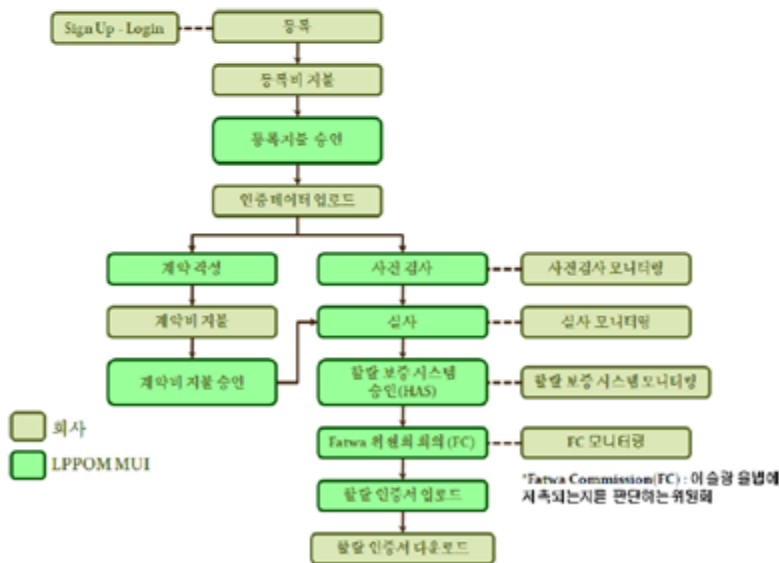 Sign Up - Login
등록
등록비 지불
등록지불 승인
인증 데이터 업로드
계약 작성
사전 검사
사전검사 모니터링
계약비 지불
실사
실사 모니터링
계약비 지불 승인
할랄 보증 시스템
승인(HAS)
할랄 보증 시스템 모니터링
회사
LPPOM MUI
Fatwa 위원회 회의 (FC)
FC 모니터링
*Fatwa Commission(FC) : 이슬람 율법에
저촉되는지를 판단하는 위원회
할랄 인증서 업로드
할랄 인증서 다운로드